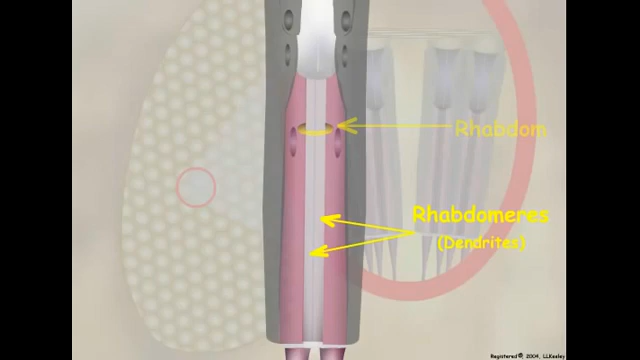 Rhabdom
Rhabdomeres
(Dendrites)
Registered ©, 2004, LLKeeley